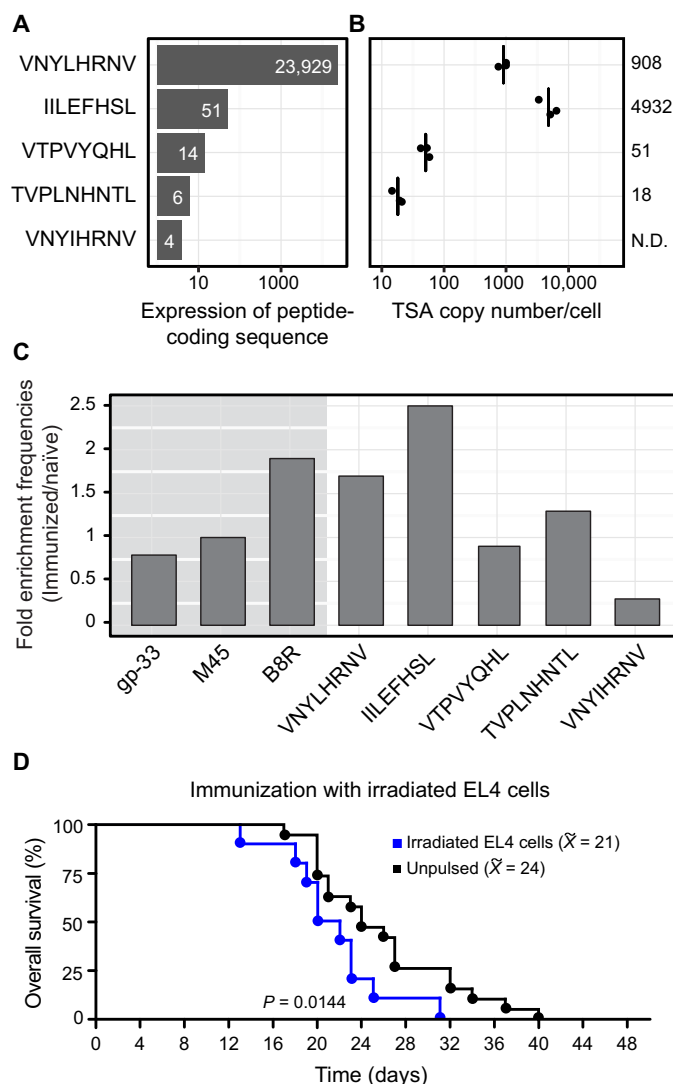 A
B
VNYLHRNV
23,929
908
IILEFHSL
51
4932
VTPVYQHL
14
51
TVPLNHNTL
6
18
VNYIHRNV
4
N.D.
10 1000
10 100 1000 10,000
Expression of peptide-
coding sequence
TSA copy number/cell
C
Fold enrichment frequencies
(Immunized/naïve)
2.5
2
1.5
1
0.5
0
gp-33
M45
B8R
VNYLHRNV
IILEFHSL
VTPVYQHL
TVPLNHNTL
VNYIHRNV
D
Immunization with irradiated EL4 cells
Overall survival (%)
100
75
50
25
0
Irradiated EL4 cells (X̃ = 21)
Unpulsed (X̃ = 24)
P = 0.0144
0 4 8 12 16 20 24 28 32 36 40 44 48
Time (days)